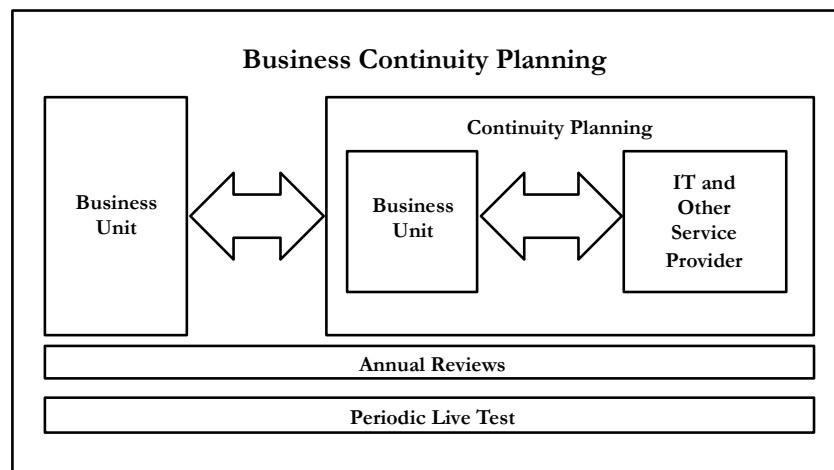 Business Continuity Planning
Business
Unit
Continuity Planning
Business
Unit
IT and
Other
Service
Provider
Annual Reviews
Periodic Live Test